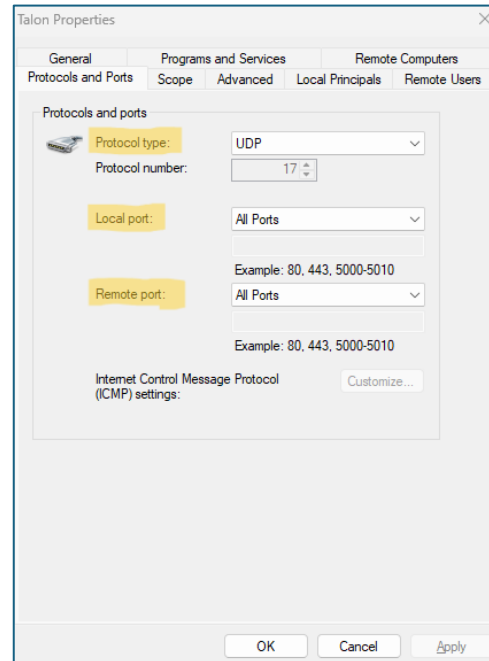 Talon Properties
General Programs and Services Remote Computers
Protocols and Ports Scope Advanced Local Principals Remote Users
Protocols and ports
Protocol type: UDP
Protocol number: 17
Local port: All Ports
Example: 80, 443, 5000-5010
Remote port: All Ports
Example: 80, 443, 5000-5010
Internet Control Message Protocol
(ICMP) settings: Customize...
OK Cancel Apply